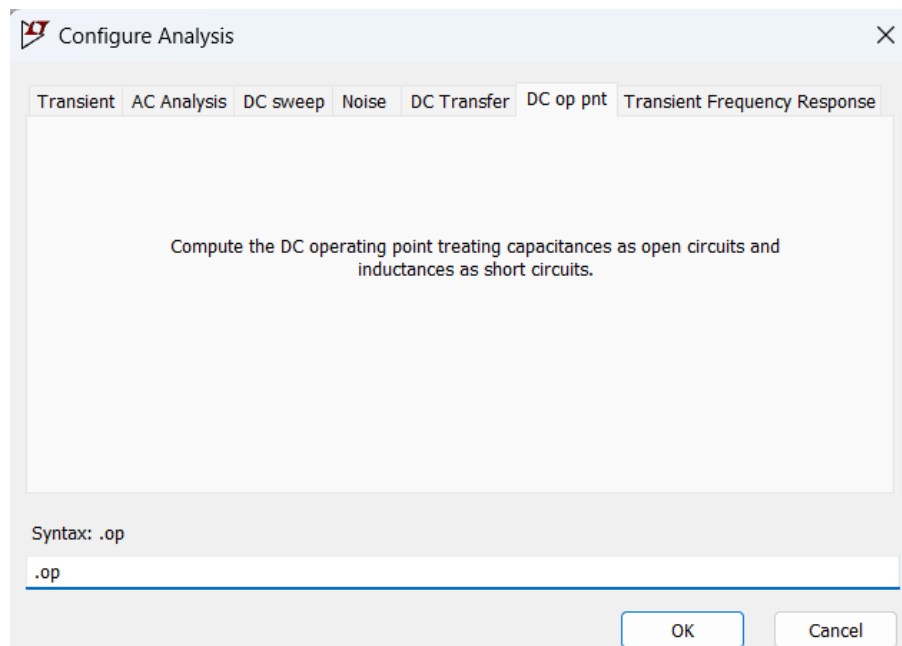 Configure Analysis
Transient AC Analysis DC sweep Noise DC Transfer DC op pnt Transient Frequency Response
Compute the DC operating point treating capacitances as open circuits and
inductances as short circuits.
Syntax: .op
.op
OK Cancel